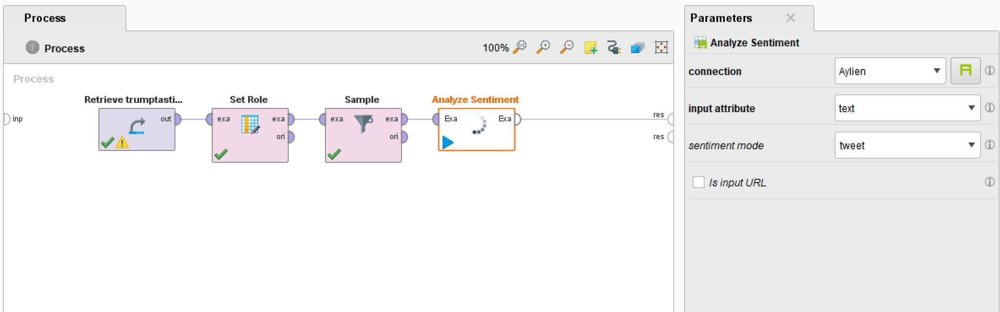 Process
Process
100%
Process
Retrieve trumptasti...
Set Role
Sample
Analyze Sentiment
inp
out
exa
exa
ori
exa
exa
ori
Exa
Exa
res
res
Parameters
Analyze Sentiment
connection
Aylien
input attribute
text
sentiment mode
tweet
Is input URL